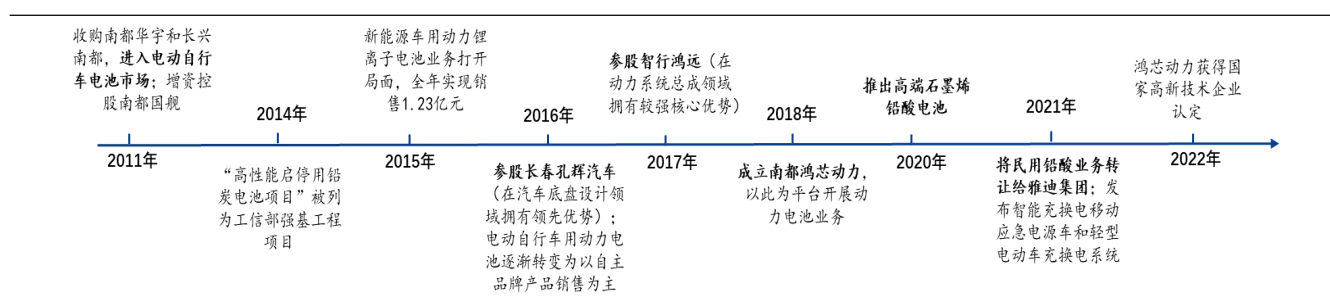 收购南都华宇和长兴
南都，进入电动自行
车电池市场；增资控
股南都国舰
2011年
2014年
“高性能启停用铅
炭电池项目”被列
为工信部强基工程
项目
新能源车用动力锂
离子电池业务打开
局面，全年实现销
售1.23亿元
2015年
2016年
参股长春孔辉汽车
（在汽车底盘设计领
域拥有领先优势）；
电动自行车用动力电
池逐渐转变为以自主
品牌产品销售为主
参股智行鸿远（在
动力系统总成领域
拥有较强核心优势）
2017年
2018年
成立南都鸿芯动力，
以此为平台开展动
力电池业务
推出高端石墨烯
铅酸电池
2020年
2021年
将民用铅酸业务转
让给雅迪集团；发
布智能充换电移动
应急电源车和轻型
电动车充换电系统
鸿芯动力获得国
家高新技术企业
认定
2022年